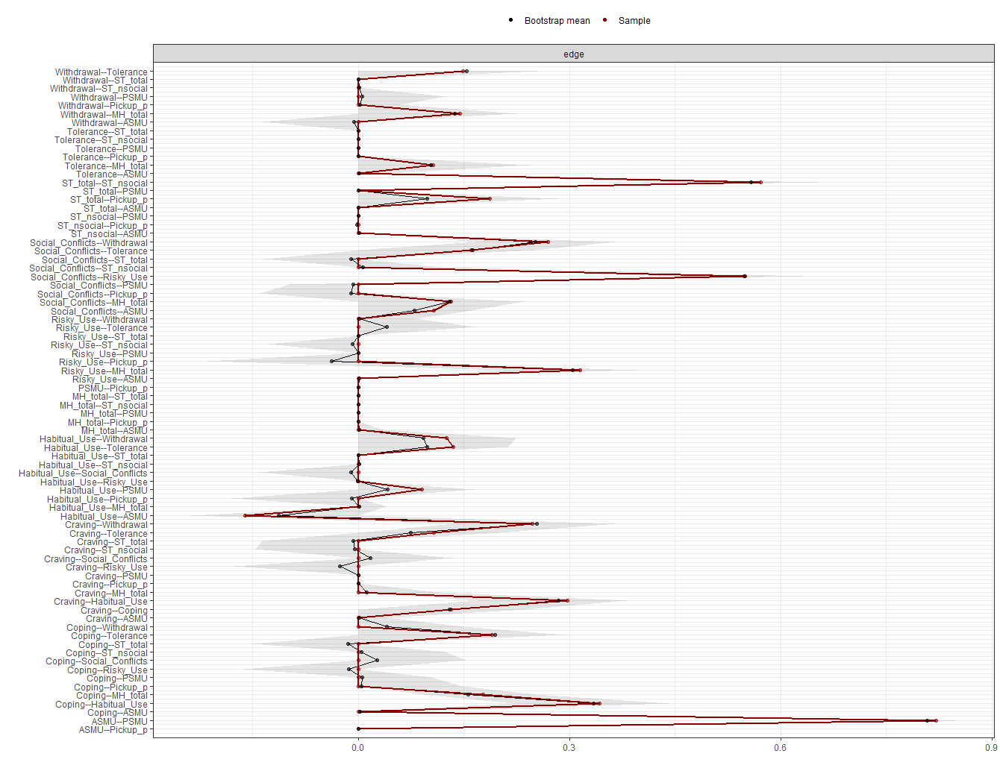 Bootstrap mean Sample
edge
Withdrawal--Tolerance
Withdrawal--ST_total
Withdrawal--ST_nsocial
Withdrawal--PSMU
Withdrawal--Pickup_p
Withdrawal--MH_total
Withdrawal--ASMU
Tolerance--ST_total
Tolerance--ST_nsocial
Tolerance--PSMU
Tolerance--Pickup_p
Tolerance--MH_total
Tolerance--ASMU
ST_total--ST_nsocial
ST_total--PSMU
ST_total--Pickup_p
ST_total--ASMU
ST_nsocial--PSMU
ST_nsocial--Pickup_p
ST_nsocial--ASMU
Social_Conflicts--Withdrawal
Social_Conflicts--Tolerance
Social_Conflicts--ST_total
Social_Conflicts--ST_nsocial
Social_Conflicts--Risky_Use
Social_Conflicts--PSMU
Social_Conflicts--Pickup_p
Social_Conflicts--MH_total
Social_Conflicts--ASMU
Risky_Use--Withdrawal
Risky_Use--Tolerance
Risky_Use--ST_total
Risky_Use--ST_nsocial
Risky_Use--PSMU
Risky_Use--Pickup_p
Risky_Use--MH_total
Risky_Use--ASMU
PSMU--Pickup_p
MH_total--ST_total
MH_total--ST_nsocial
MH_total--PSMU
MH_total--Pickup_p
MH_total--ASMU
Habitual_Use--Withdrawal
Habitual_Use--Tolerance
Habitual_Use--ST_total
Habitual_Use--ST_nsocial
Habitual_Use--Social_Conflicts
Habitual_Use--Risky_Use
Habitual_Use--PSMU
Habitual_Use--Pickup_p
Habitual_Use--MH_total
Habitual_Use--ASMU
Craving--Withdrawal
Craving--Tolerance
Craving--ST_total
Craving--ST_nsocial
Craving--Social_Conflicts
Craving--Risky_Use
Craving--PSMU
Craving--Pickup_p
Craving--MH_total
Craving--Habitual_Use
Craving--Coping
Craving--ASMU
Coping--Withdrawal
Coping--Tolerance
Coping--ST_total
Coping--ST_nsocial
Coping--Social_Conflicts
Coping--Risky_Use
Coping--PSMU
Coping--Pickup_p
Coping--MH_total
Coping--Habitual_Use
Coping--ASMU
ASMU--PSMU
ASMU--Pickup_p
0.0 0.3 0.6 0.9